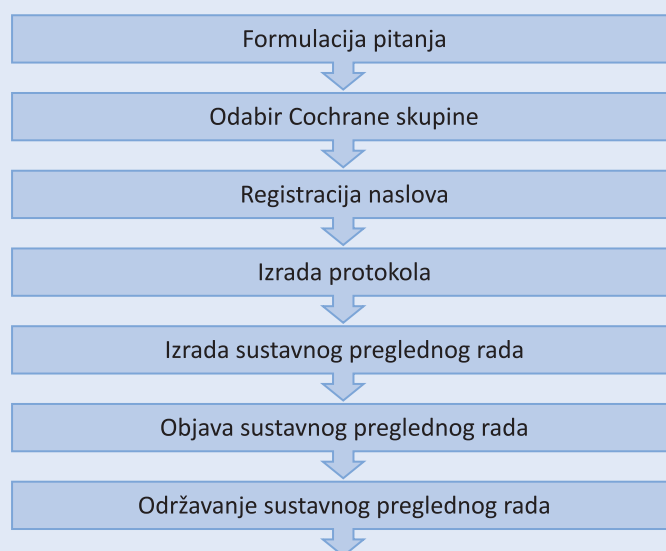 Formulacija pitanja
Odabir Cochrane skupine
Registracija naslova
Izrada protokola
Izrada sustavnog preglednog rada
Objava sustavnog preglednog rada
Održavanje sustavnog preglednog rada